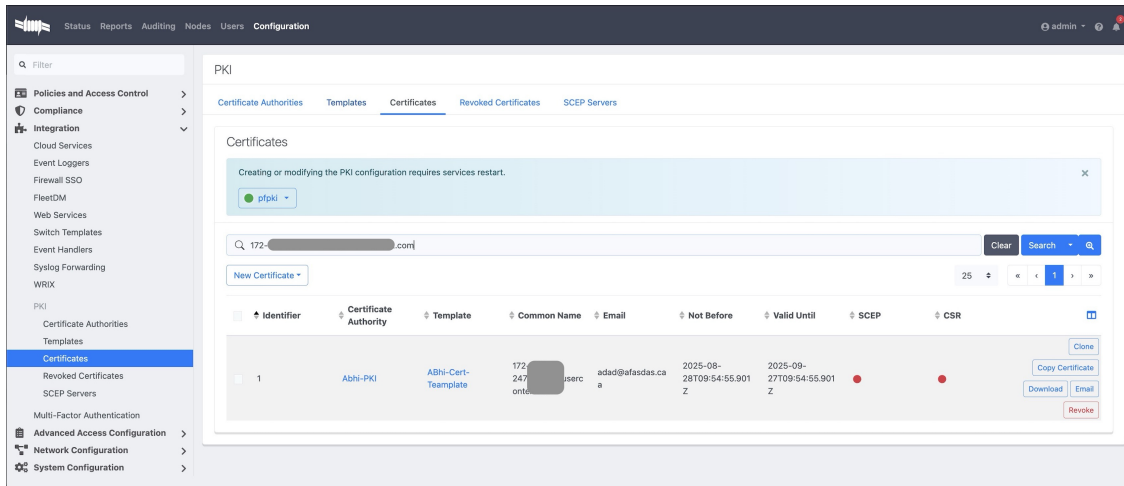 Status Reports Auditing Nodes Users Configuration
admin
Filter
Policies and Access Control
Compliance
Integration
Cloud Services
Event Loggers
Firewall SSO
FleetDM
Web Services
Switch Templates
Event Handlers
Syslog Forwarding
WRIX
PKI
Certificate Authorities
Templates
Certificates
Revoked Certificates
SCEP Servers
Multi-Factor Authentication
Advanced Access Configuration
Network Configuration
System Configuration
PKI
Certificate Authorities Templates Certificates Revoked Certificates SCEP Servers
Certificates
Creating or modifying the PKI configuration requires services restart.
pfpki
172- .com
Clear Search
New Certificate
25 « ‹ 1 › »
Identifier Certificate Authority Template Common Name Email Not Before Valid Until SCEP CSR
1 Abhi-PKI ABhi-Cert-
Teamplate
172-
247 userc
onte
adad@afasdas.ca
a
2025-08-
28T09:54:55.901
Z
2025-09-
27T09:54:55.901
Z
Clone
Copy Certificate
Download Email
Revoke